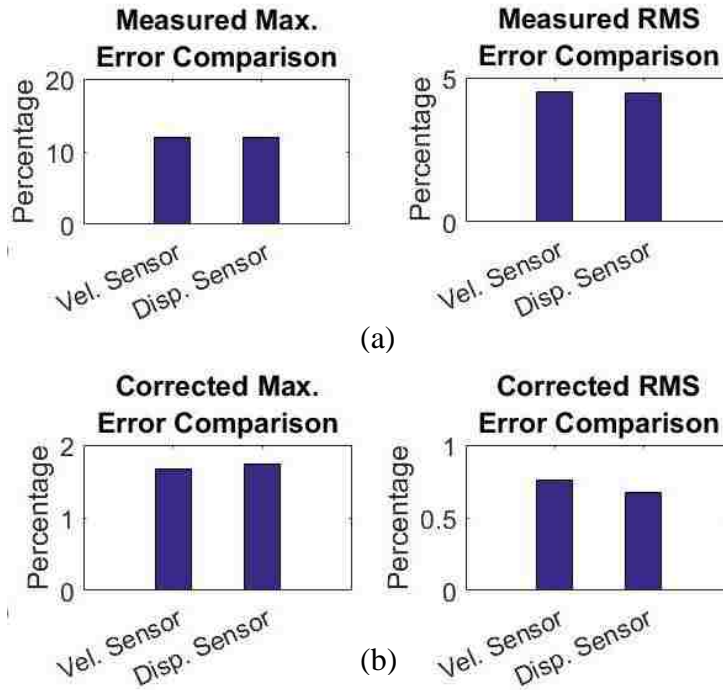 Measured Max.
Error Comparison
Percentage
20
10
0
Vel. Sensor
Disp. Sensor
Measured RMS
Error Comparison
Percentage
5
0
Vel. Sensor
Disp. Sensor
(a)
Corrected Max.
Error Comparison
Percentage
2
1
0
Vel. Sensor
Disp. Sensor
Corrected RMS
Error Comparison
Percentage
1
0.5
0
Vel. Sensor
Disp. Sensor
(b)